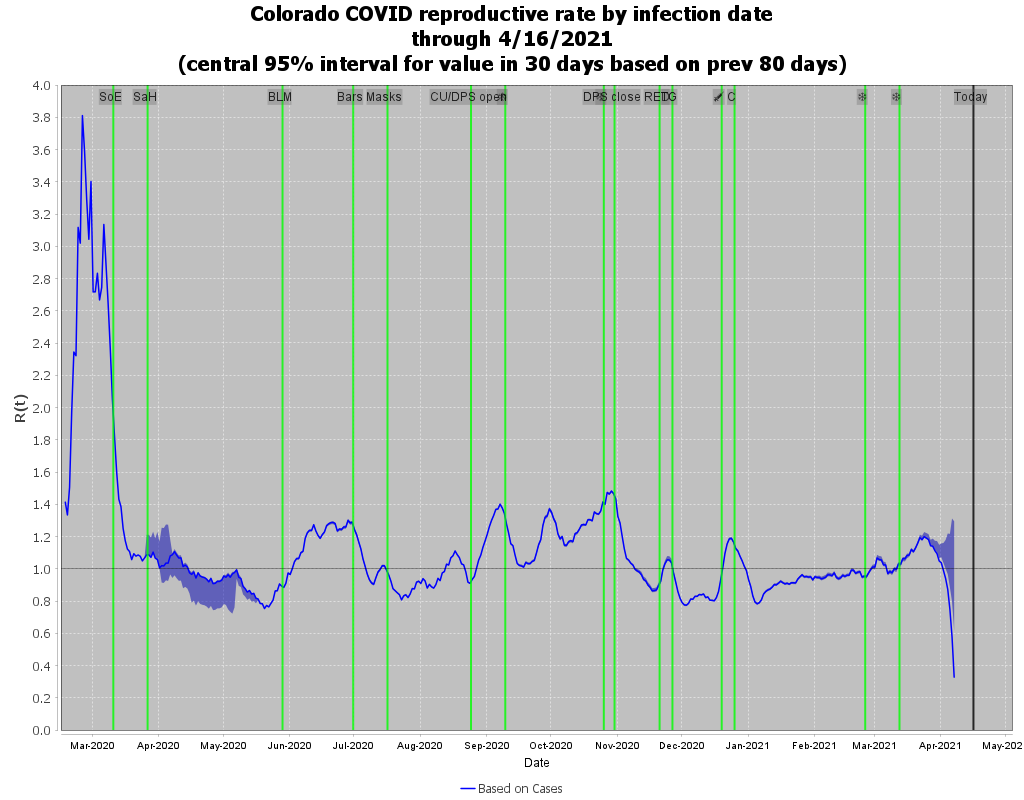 Colorado COVID reproductive rate by infection date
through 4/16/2021
(central 95% interval for value in 30 days based on prev 80 days)
4.0
3.8
3.6
3.4
3.2
3.0
2.8
2.6
2.4
2.2
2.0
1.8
1.6
1.4
1.2
1.0
0.8
0.6
0.4
0.2
0.0
R(t)
SoE SaH BLM Bars Masks CU/DPS open close C Today
Mar-2020 Apr-2020 May-2020 Jun-2020 Jul-2020 Aug-2020 Sep-2020 Oct-2020 Nov-2020 Dec-2020 Jan-2021 Feb-2021 Mar-2021 Apr-2021 May-202
Date
Based on Cases